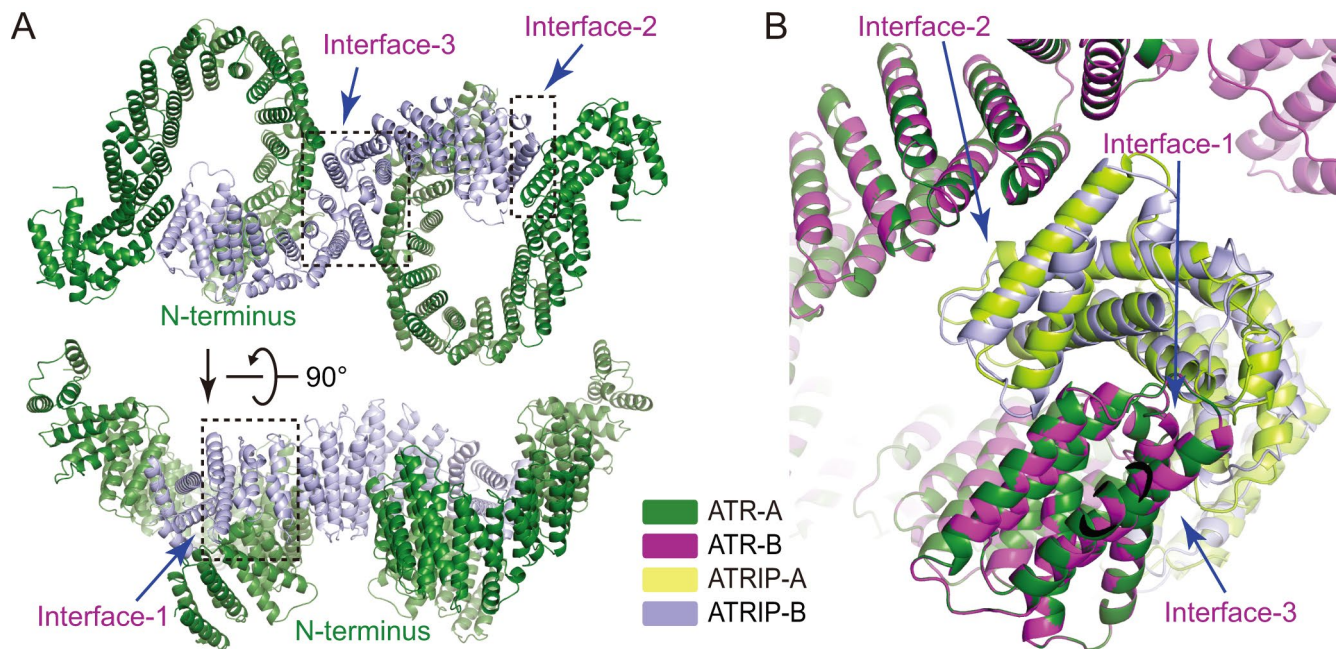 A
Interface-3
Interface-2
N-terminus
90°
Interface-1
N-terminus
ATR-A
ATR-B
ATRIP-A
ATRIP-B
B
Interface-2
Interface-1
Interface-3